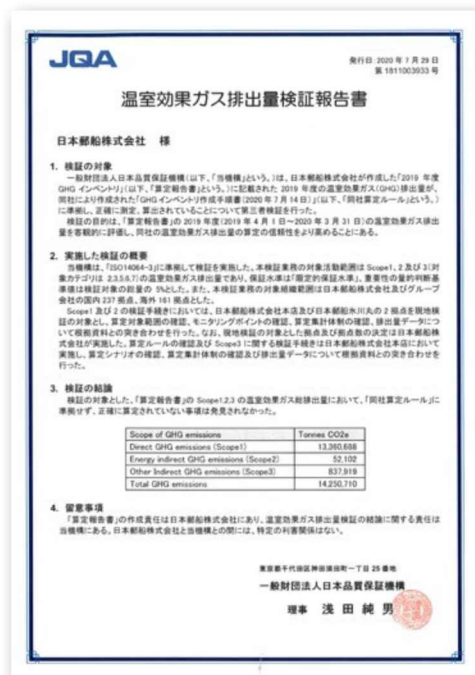 JQA
発行日：2020 年 7 月 29 日
第 1811003933 号
温室効果ガス排出量検証報告書
日本郵船株式会社　様
1. 検証の対象
一般財団法人日本品質保証機構(以下、「当機構」という。)は、日本郵船株式会社が作成した「2019 年度
GHG インベントリ」(以下、「算定報告書」という。)に記載された 2019 年度の温室効果ガス(GHG)排出量が、
同社により作成された「GHG インベントリ作成手順書(2020 年 7 月 14 日)」(以下、「同社算定ルール」という。)
に準拠し、正確に測定、算出されていることについて第三者検証を行った。
検証の目的は、「算定報告書」の 2019 年度(2019 年 4 月 1 日～2020 年 3 月 31 日)の温室効果ガス排出
量を客観的に評価し、同社の温室効果ガス排出量の算定の信頼性をより高めることにある。
2. 実施した検証の概要
当機構は、「ISO14064-3」に準拠して検証を実施した。本検証業務の対象活動範囲は Scope1、2 及び 3(対
象カテゴリは 2,3,5,6,7)の温室効果ガス排出量であり、保証水準は「限定的保証水準」、重要性の量的判断基
準値は検証対象の総量の 5%とした。また、本検証業務の対象組織範囲は日本郵船株式会社及びグループ
会社の国内 237 拠点、海外 161 拠点とした。
Scope1 及び 2 の検証手続きにおいては、日本郵船株式会社本店及び日本郵船氷川丸の 2 拠点を現地検
証の対象とし、算定対象範囲の確認、モニタリングポイントの確認、算定集計体制の確認、排出量データにつ
いて根拠資料との突き合わせを行った。なお、現地検証の対象とした拠点及び拠点数の決定は日本郵船株
式会社が実施した。算定ルールの確認及び Scope3 に関する検証手続きは日本郵船株式会社本店において
実施し、算定シナリオの確認、算定集計体制の確認及び排出量データについて根拠資料との突き合わせを
行った。
3. 検証の結論
検証の対象とした、「算定報告書」の Scope1,2,3 の温室効果ガス総排出量において、「同社算定ルール」に
準拠せず、正確に算定されていない事項は発見されなかった。
Scope of GHG emissions Tonnes CO2e
Direct GHG emissions (Scope1) 13,360,688
Energy indirect GHG emissions (Scope2) 52,102
Other Indirect GHG emissions (Scope3) 837,919
Total GHG emissions 14,250,710
4. 留意事項
「算定報告書」の作成責任は日本郵船株式会社にあり、温室効果ガス排出量検証の結論に関する責任は
当機構にある。日本郵船株式会社と当機構との間には、特定の利害関係はない。
東京都千代田区神田須田町一丁目 25 番地
一般財団法人日本品質保証機構
理事　浅田 純男